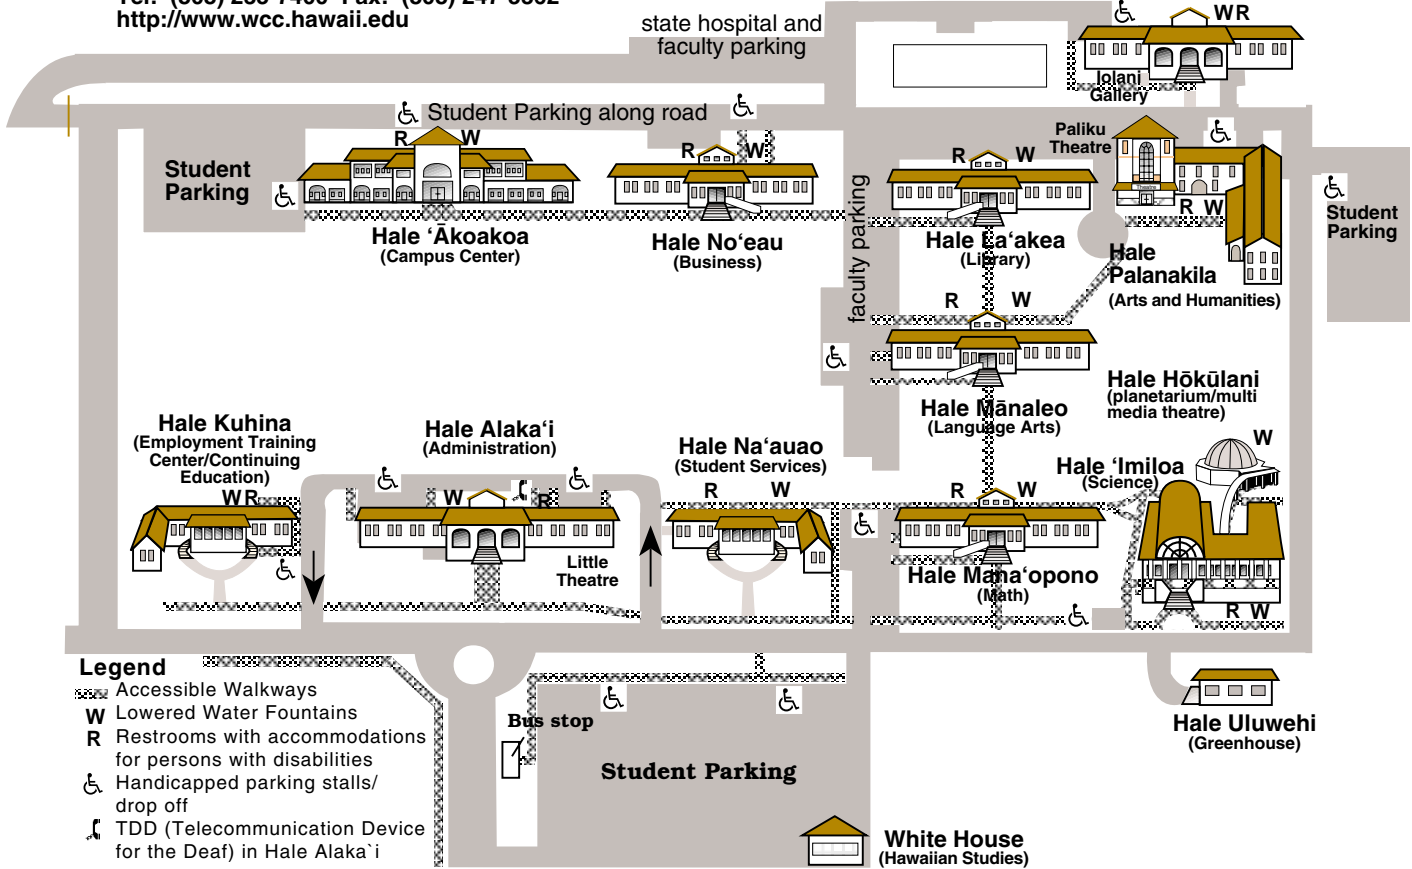 http://www.wcc.hawaii.edu
state hospital and
faculty parking
W R
Iolani
Gallery
Student Parking along road
R W
R W
R W
Paliku
Theatre
Theatre
R W
Student
Parking
Student
Parking
faculty parking
Hale ʻĀkoakoa
(Campus Center)
Hale Noʻeau
(Business)
Hale Laʻakea
(Library)
Hale
Palanakila
(Arts and Humanities)
R W
Hale Mānaleo
(Language Arts)
Hale Hōkūlani
(planetarium/multi
media theatre)
W
Hale Kuhina
(Employment Training
Center/Continuing
Education)
W R
Hale Alakaʻi
(Administration)
W R
Little
Theatre
Hale Naʻauao
(Student Services)
R W
R W
Hale Manaʻopono
(Math)
Hale ʻImiloa
(Science)
R W
Legend
Accessible Walkways
W Lowered Water Fountains
R Restrooms with accommodations
for persons with disabilities
Handicapped parking stalls/
drop off
TDD (Telecommunication Device
for the Deaf) in Hale Alaka`i
Bus stop
Student Parking
Hale Uluwehi
(Greenhouse)
White House
(Hawaiian Studies)